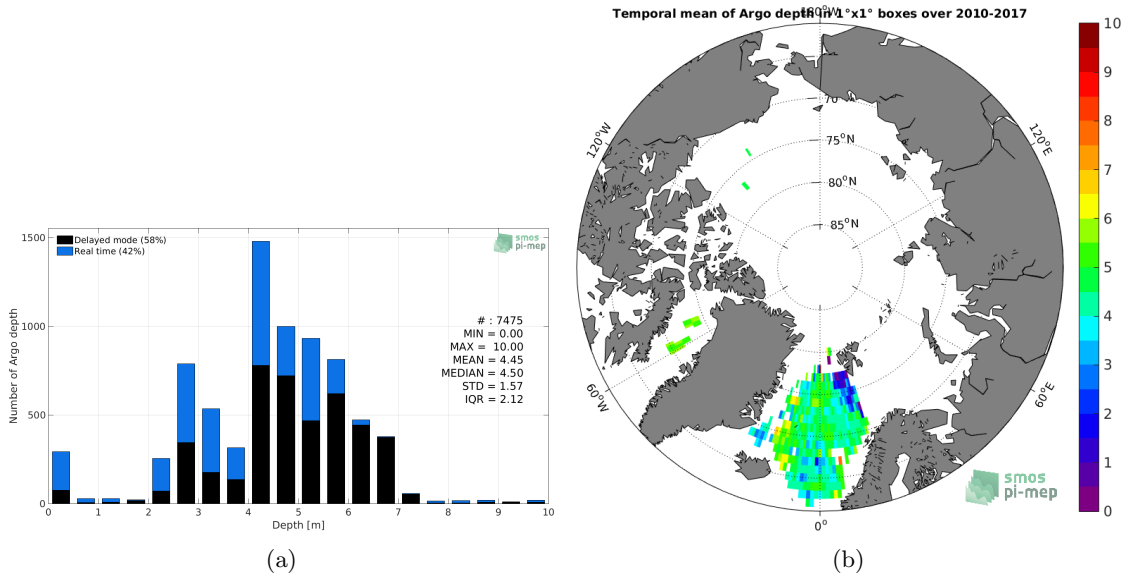 Delayed mode (58%)
Real time (42%)
smos
pi-mep
# : 7475
MIN = 0.00
MAX = 10.00
MEAN = 4.45
MEDIAN = 4.50
STD = 1.57
IQR = 2.12
Number of Argo depth
1500
1000
500
0
0 1 2 3 4 5 6 7 8 9 10
Depth [m]
(a)
Temporal mean of Argo depth in 1°x1° boxes over 2010-2017
180°W
120°W
120°E
60°W
60°E
0°
70
75°N
80°N
85°N
smos
pi-mep
10
9
8
7
6
5
4
3
2
1
0
(b)